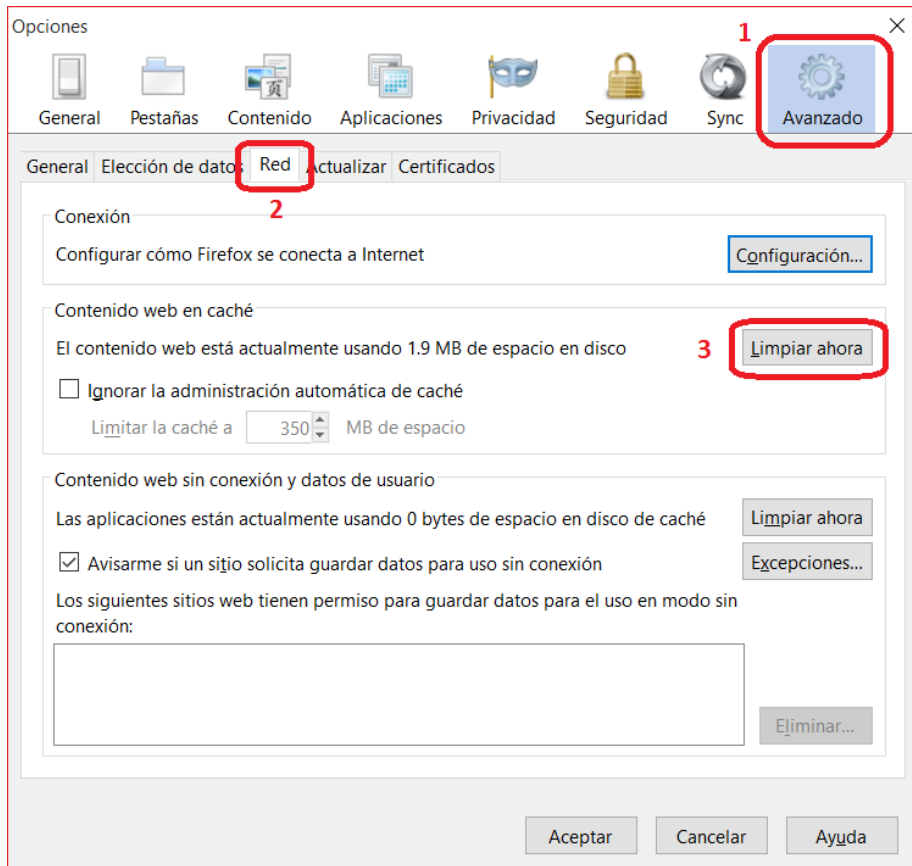 Opciones
1
General Pestañas Contenido Aplicaciones Privacidad Seguridad Sync Avanzado
General Elección de datos Red Actualizar Certificados
2
Conexión
Configurar cómo Firefox se conecta a Internet Configuración...
Contenido web en caché
El contenido web está actualmente usando 1.9 MB de espacio en disco 3 Limpiar ahora
Ignorar la administración automática de caché
Limitar la caché a 350 MB de espacio
Contenido web sin conexión y datos de usuario
Las aplicaciones están actualmente usando 0 bytes de espacio en disco de caché Limpiar ahora
Avisarme si un sitio solicita guardar datos para uso sin conexión Excepciones...
Los siguientes sitios web tienen permiso para guardar datos para el uso en modo sin
conexión:
Eliminar...
Aceptar Cancelar Ayuda